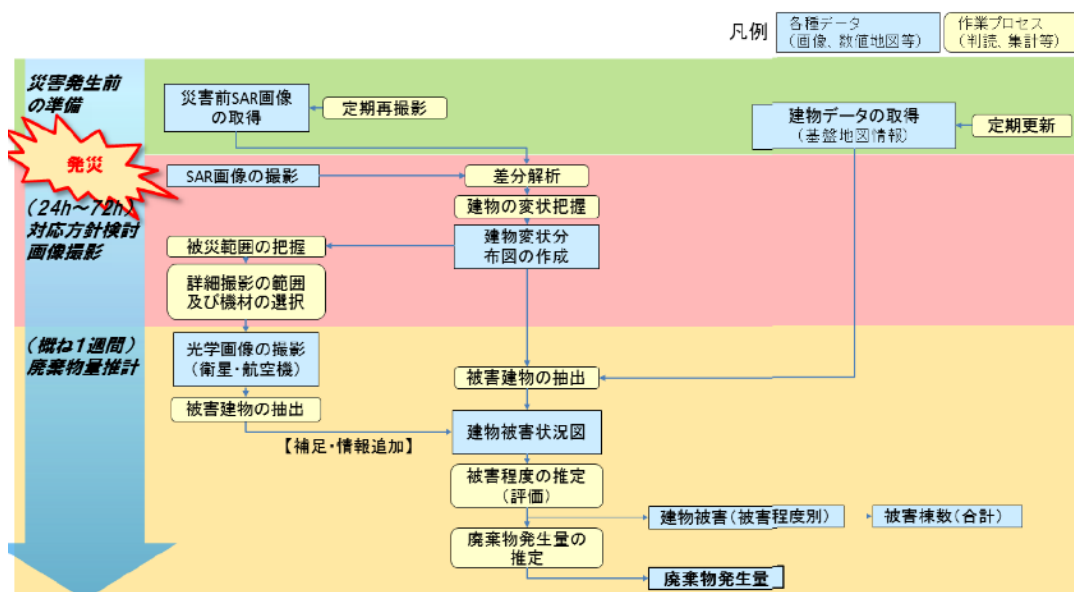 凡例
各種データ
(画像、数値地図等)
作業プロセス
(判読、集計等)
災害発生前
の準備
災害前SAR画像
の取得
定期再撮影
建物データの取得
(基盤地図情報)
定期更新
発災
SAR画像の撮影
差分解析
建物の変状把握
(24h～72h)
対応方針検討
画像撮影
被災範囲の把握
建物変状分
布図の作成
詳細撮影の範囲
及び機材の選択
(概ね1週間)
廃棄物量推計
光学画像の撮影
(衛星・航空機)
被害建物の抽出
被害建物の抽出
【補足・情報追加】
建物被害状況図
被害程度の推定
(評価)
建物被害(被害程度別)
被害棟数(合計)
廃棄物発生量の
推定
廃棄物発生量